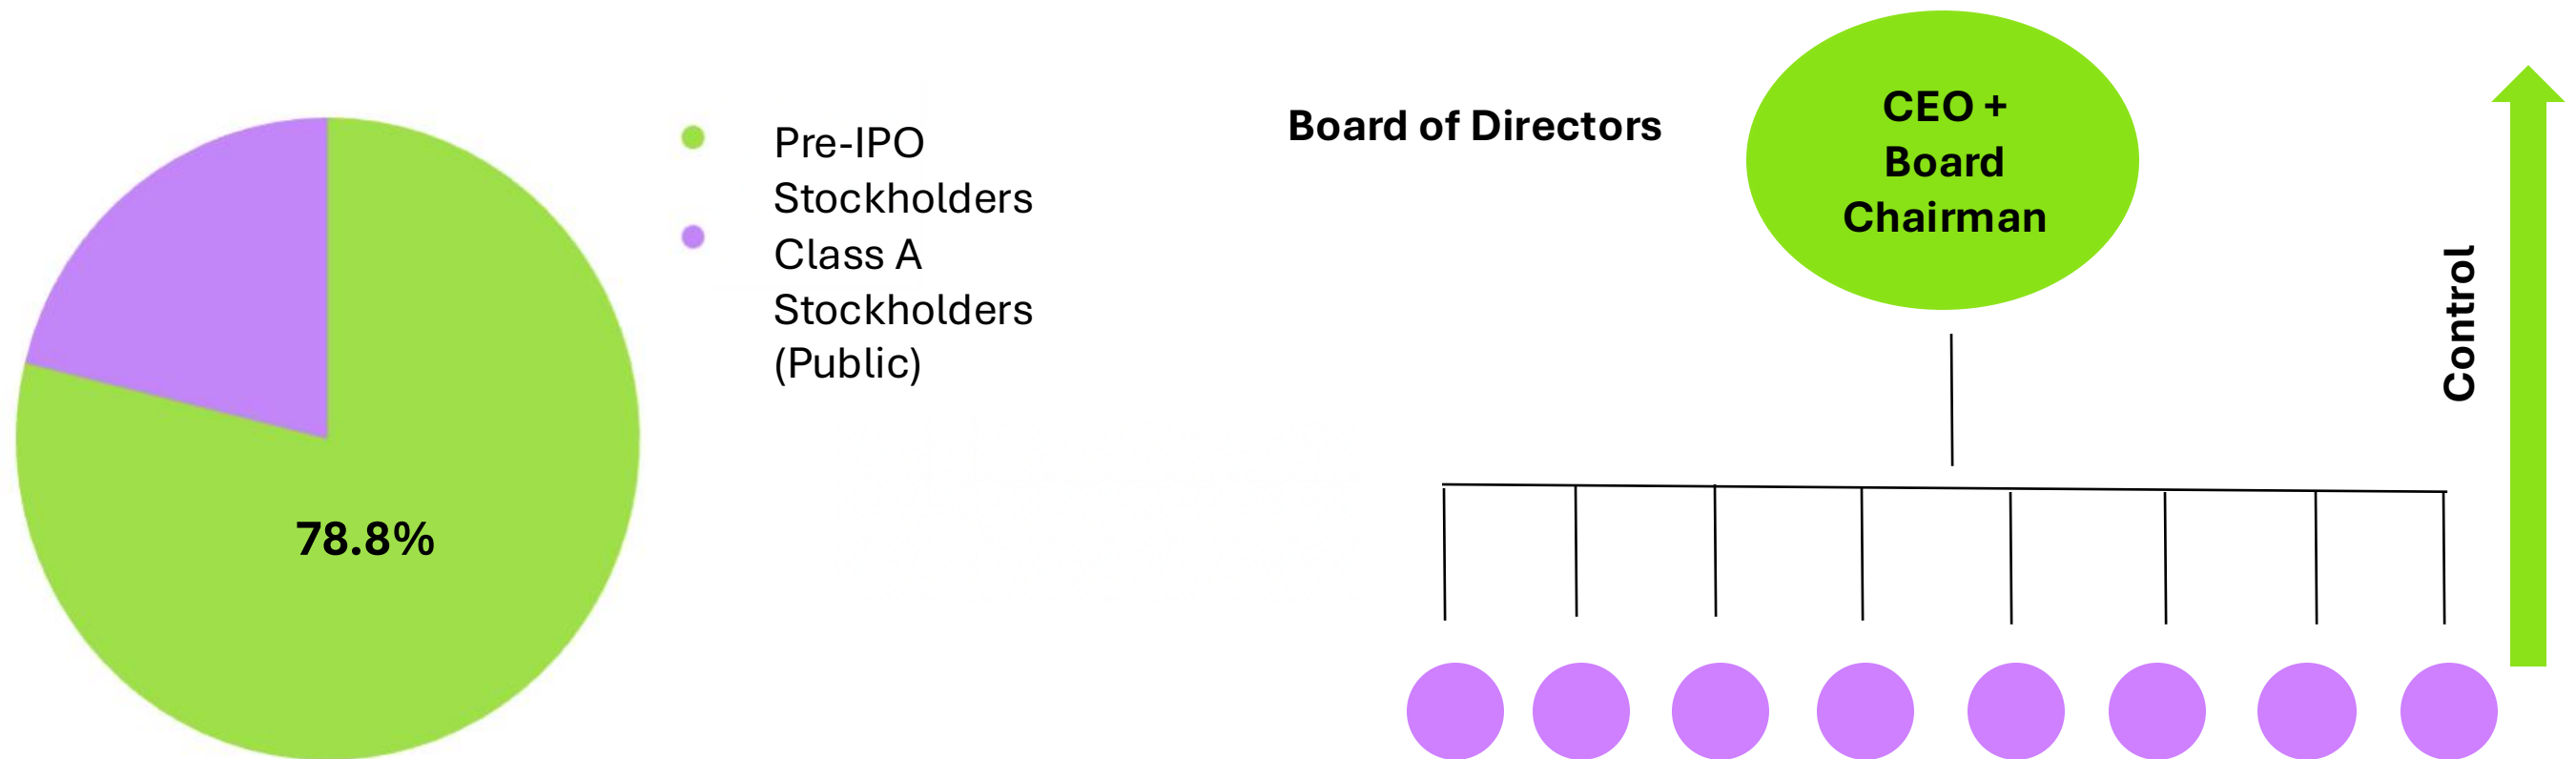 78.8%
Pre-IPO
Stockholders
Class A
Stockholders
(Public)
Board of Directors
CEO +
Board
Chairman
Control